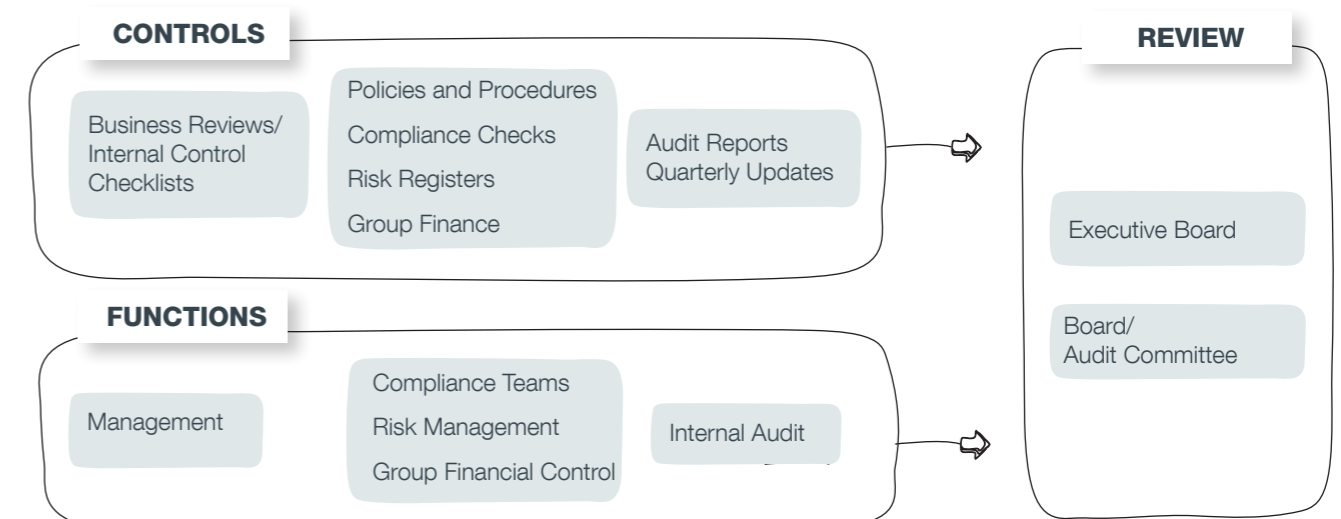 CONTROLS
Business Reviews/
Internal Control
Checklists
Policies and Procedures
Compliance Checks
Risk Registers
Group Finance
Audit Reports
Quarterly Updates
FUNCTIONS
Management
Compliance Teams
Risk Management
Group Financial Control
Internal Audit
REVIEW
Executive Board
Board/
Audit Committee